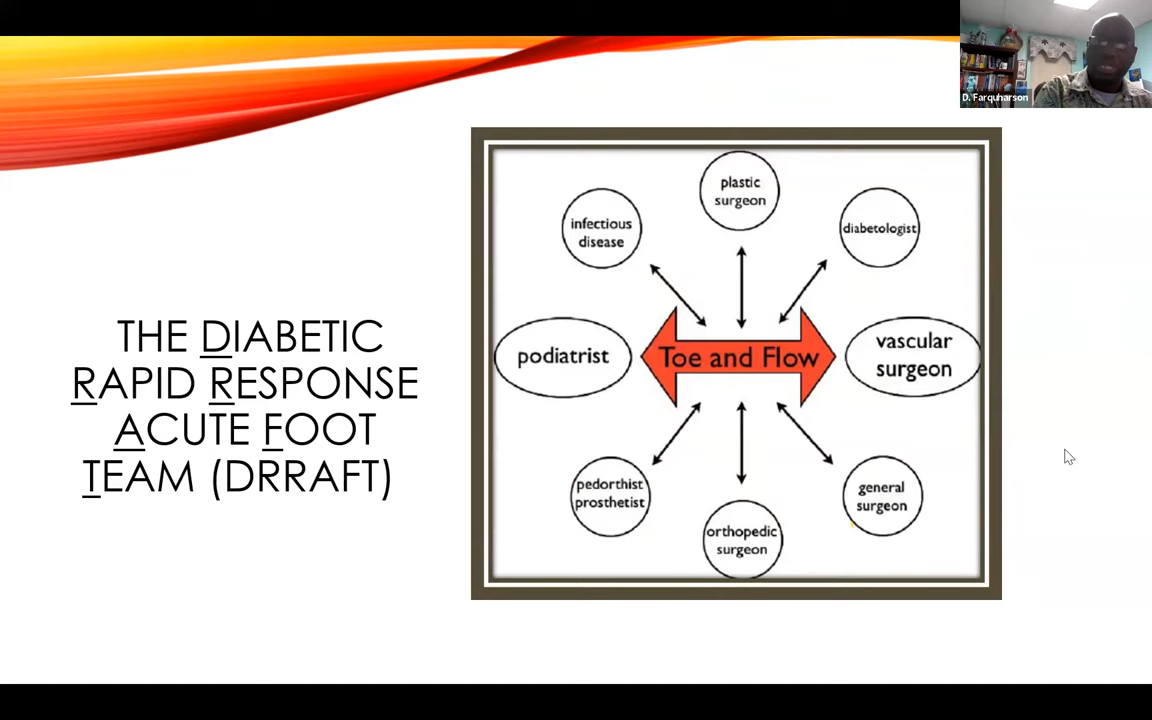 D. Farquharson
THE DIABETIC
RAPID RESPONSE
ACUTE FOOT
TEAM (DRRAFT)
plastic
surgeon
infectious
disease
diabetologist
podiatrist
Toe and Flow
vascular
surgeon
pedorthist
prosthetist
orthopedic
surgeon
general
surgeon